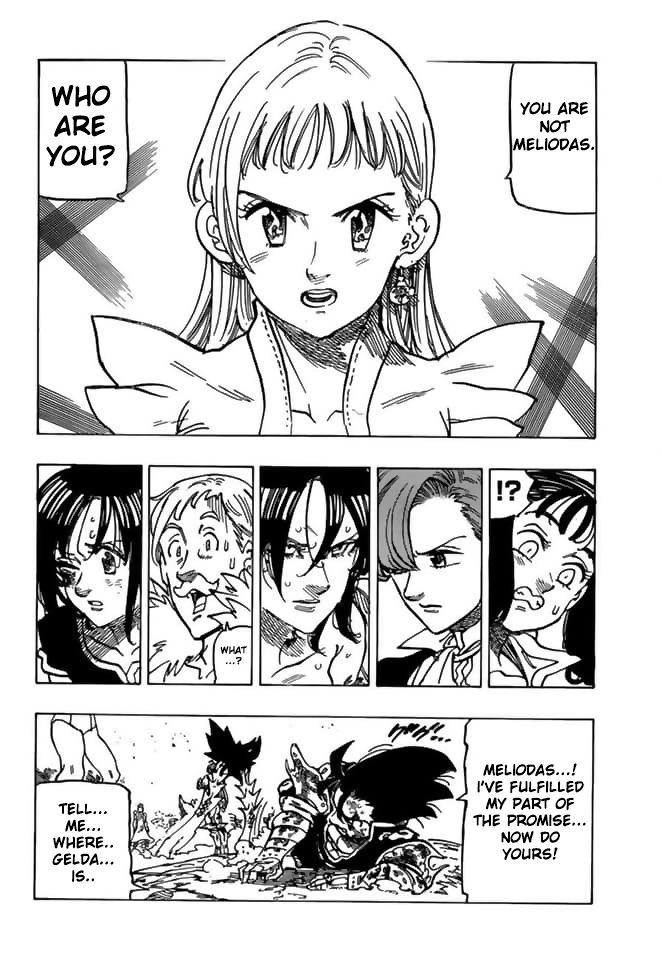 YOU ARE
NOT
MELIODAS.
WHO
ARE
YOU?
!?
WHAT
...?
MELIODAS...!
I'VE FULFILLED
MY PART OF
THE PROMISE...
NOW DO
YOURS!
TELL...
ME...
WHERE..
GELDA...
IS..